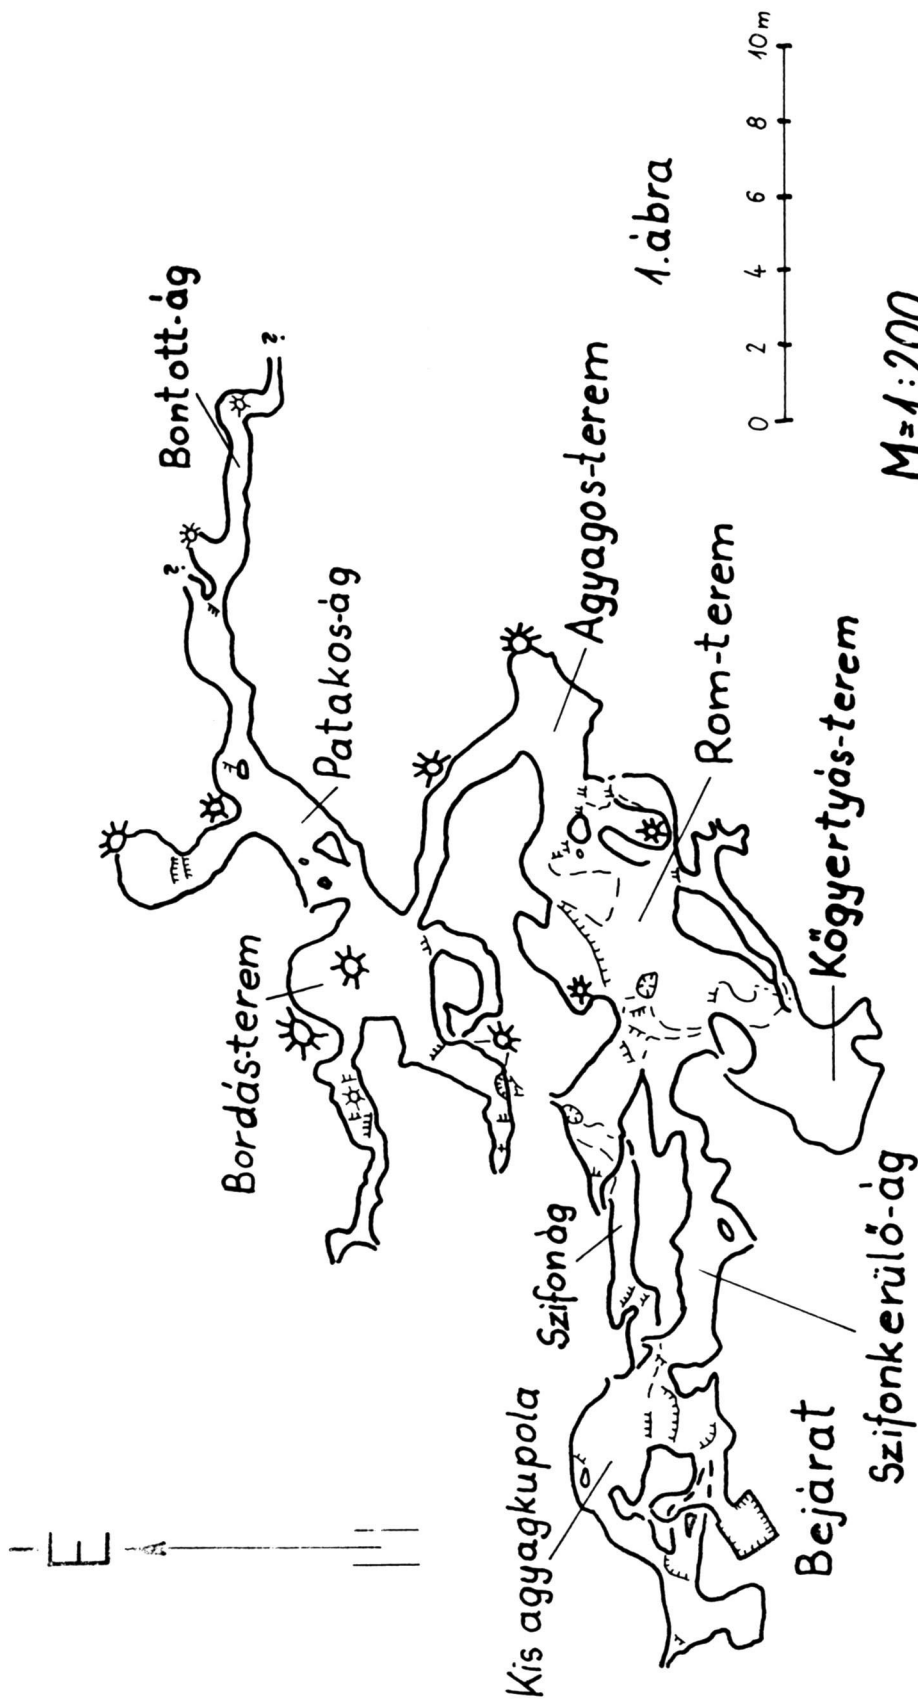 É
Bontott-ág
?
?
Patakos-ág
Bordás-terem
Agyagos-terem
Rom-terem
Kőgyertyás-terem
Szifonág
Szifonkerülő-ág
Kis agyagkupola
Bejárat
1. ábra
0 2 4 6 8 10 m
M=1:200